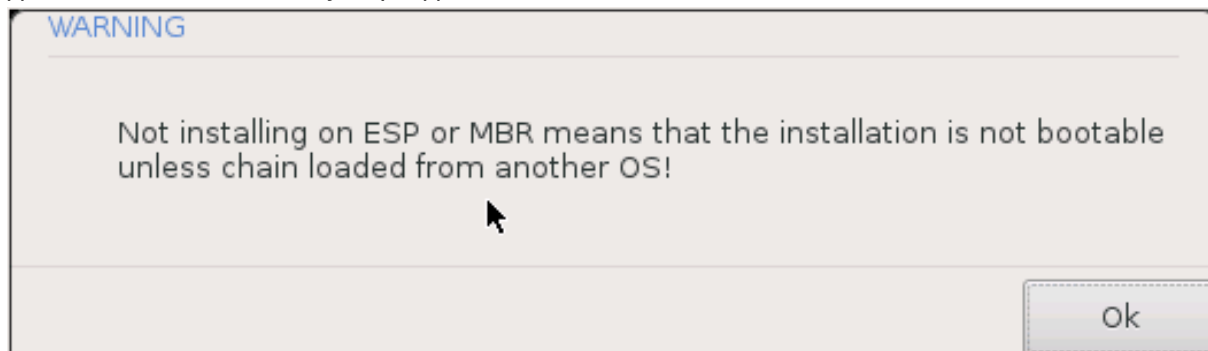 WARNING
Not installing on ESP or MBR means that the installation is not bootable
unless chain loaded from another OS!
Ok